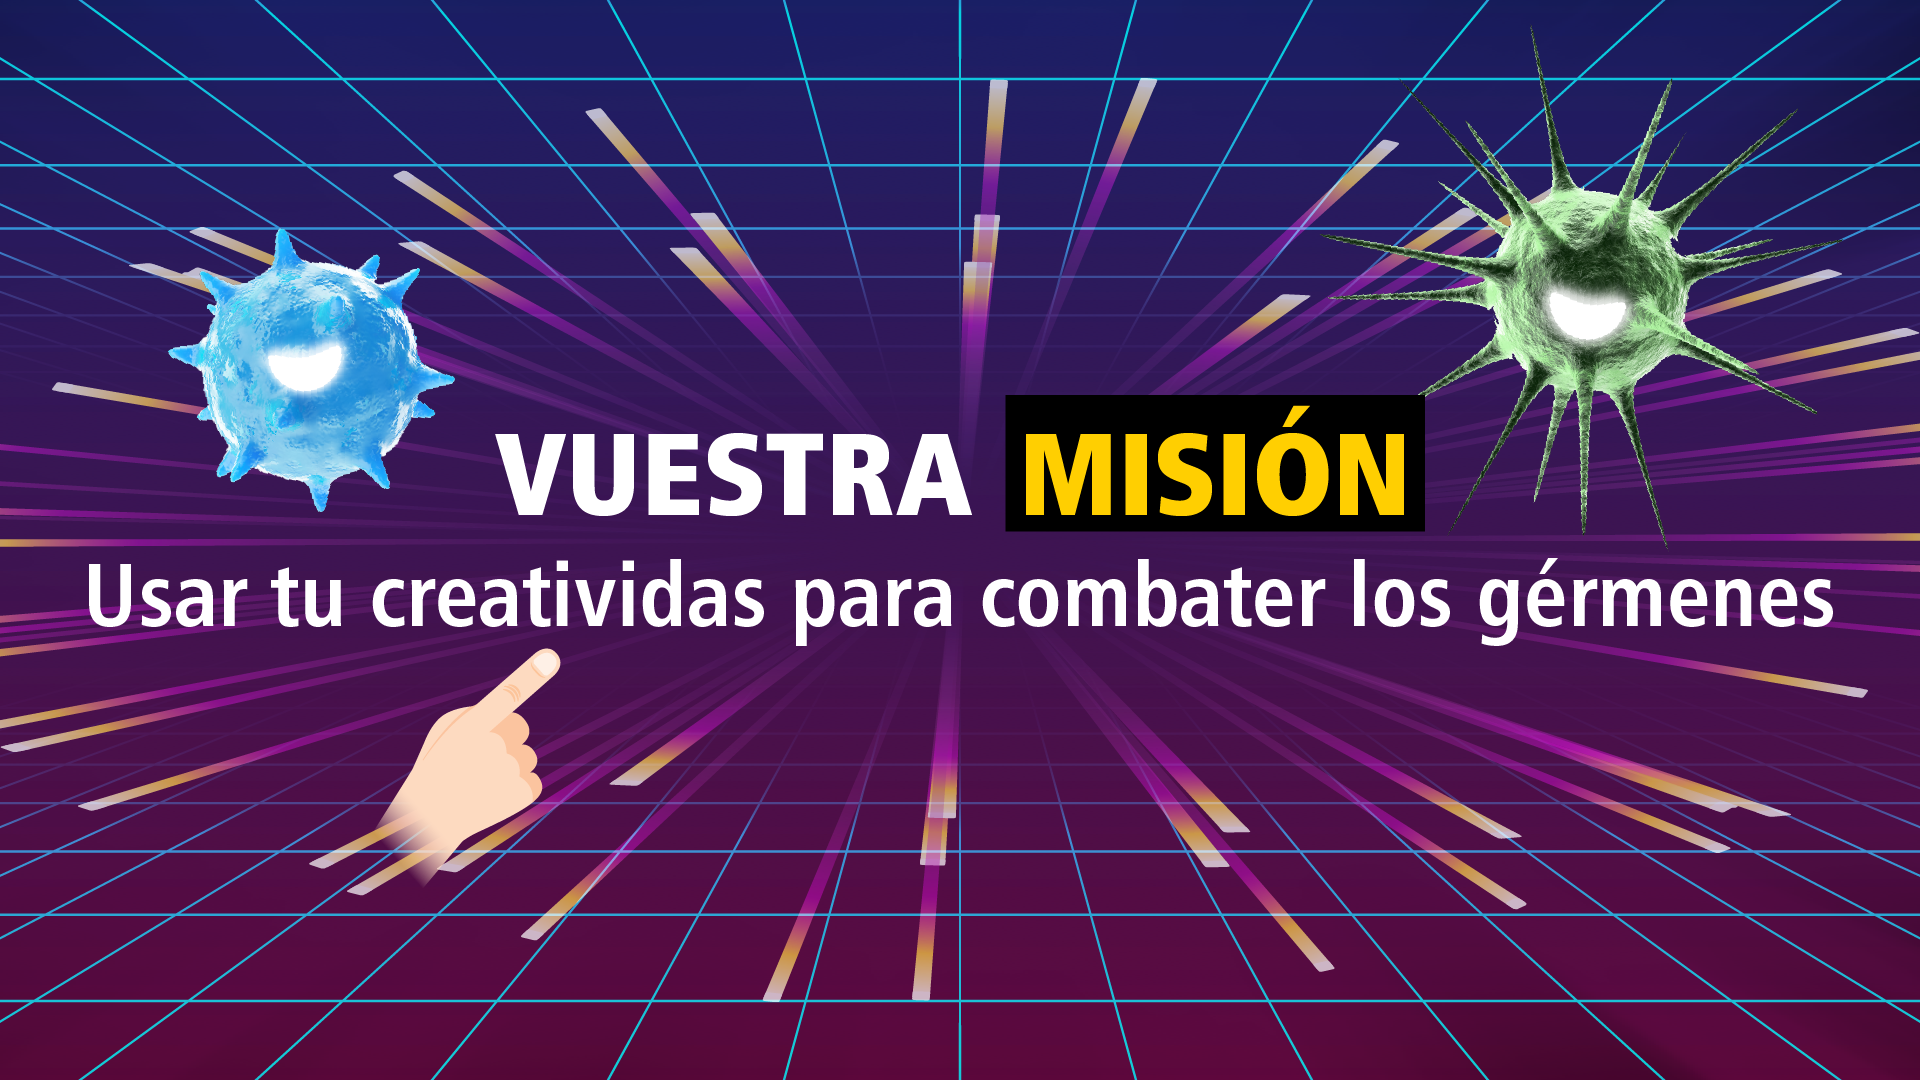 VUESTRA MISIÓN
Usar tu creatividas para combater los gérmenes